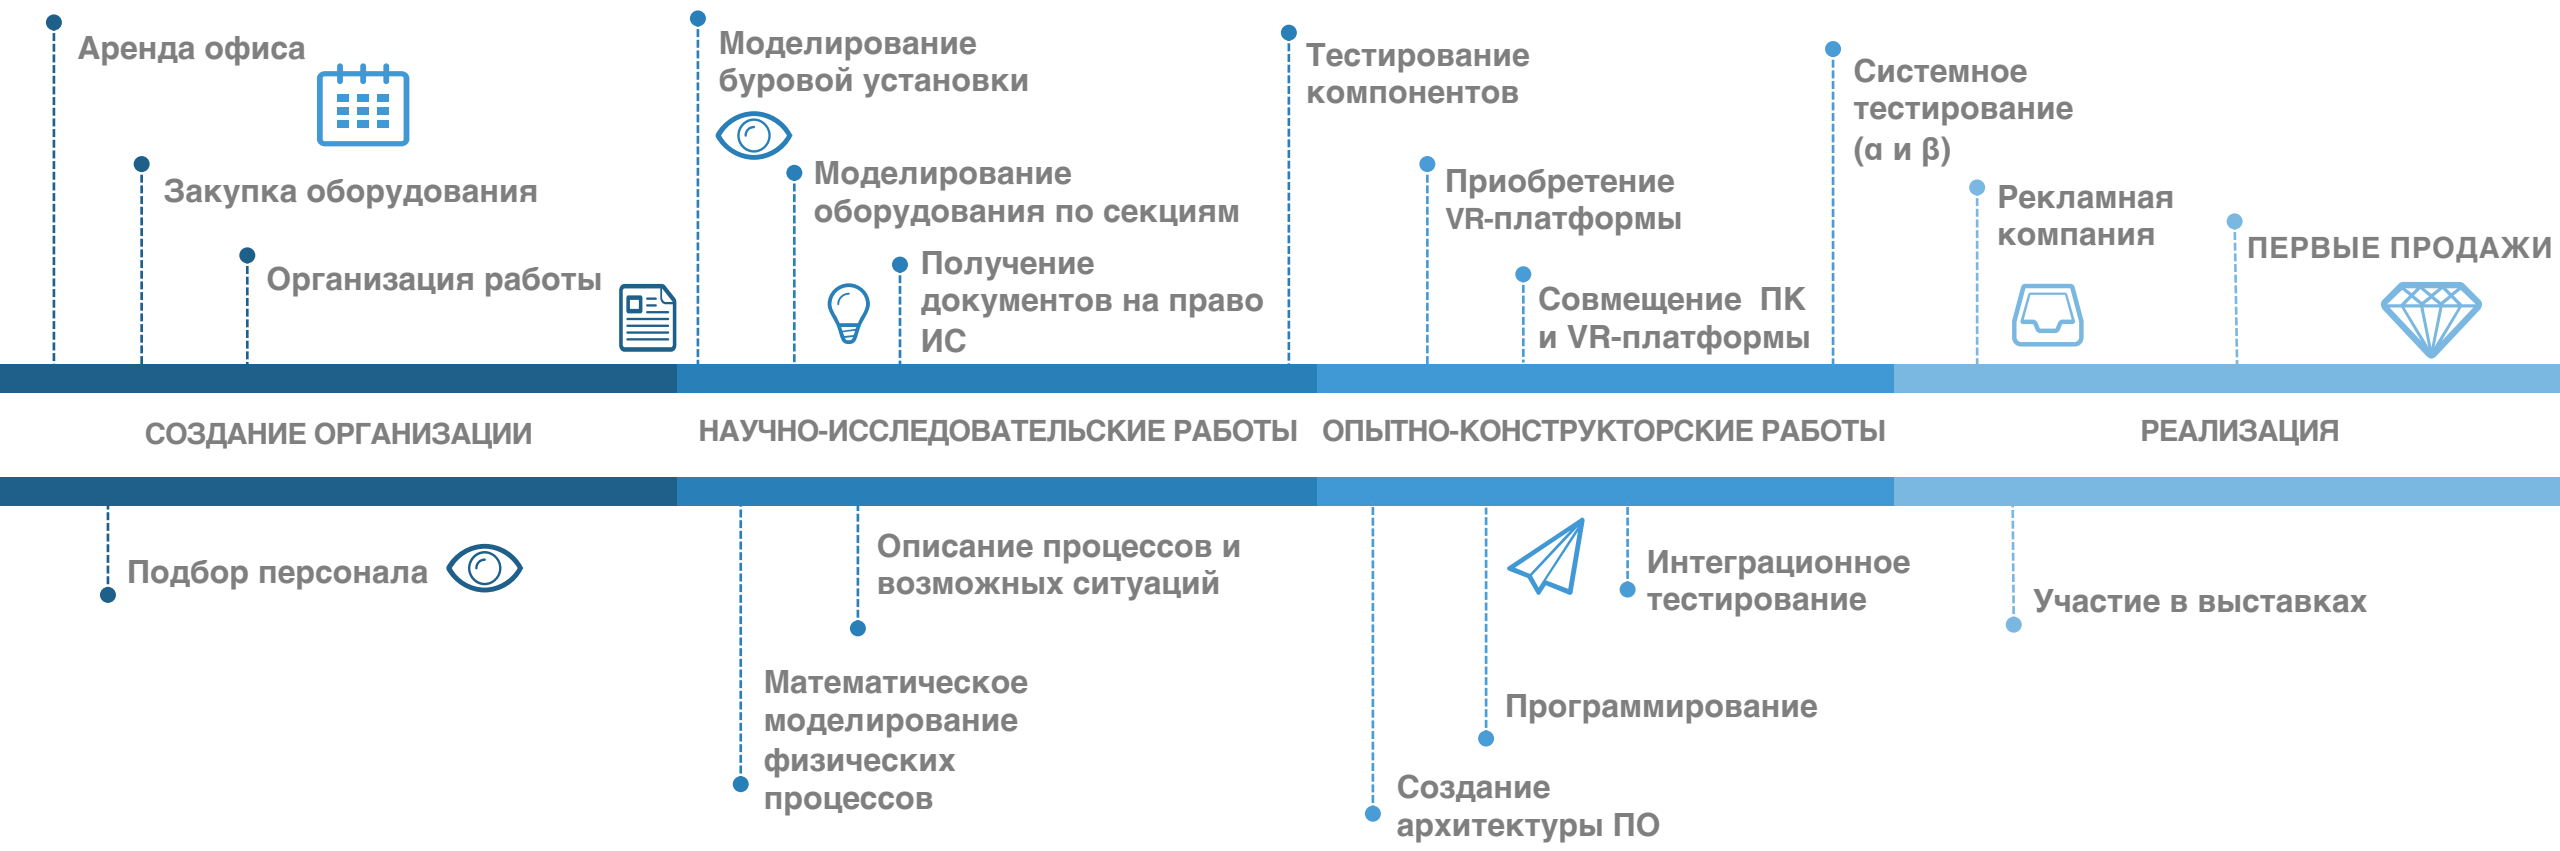 Аренда офиса
Закупка оборудования
Организация работы
Моделирование
буровой установки
Моделирование
оборудования по секциям
Получение
документов на право
ИС
Тестирование
компонентов
Приобретение
VR-платформы
Совмещение ПК
и VR-платформы
Системное
тестирование
(α и β)
Рекламная
компания
ПЕРВЫЕ ПРОДАЖИ
СОЗДАНИЕ ОРГАНИЗАЦИИ
НАУЧНО-ИССЛЕДОВАТЕЛЬСКИЕ РАБОТЫ
ОПЫТНО-КОНСТРУКТОРСКИЕ РАБОТЫ
РЕАЛИЗАЦИЯ
Подбор персонала
Описание процессов и
возможных ситуаций
Математическое
моделирование
физических
процессов
Интеграционное
тестирование
Программирование
Создание
архитектуры ПО
Участие в выставках